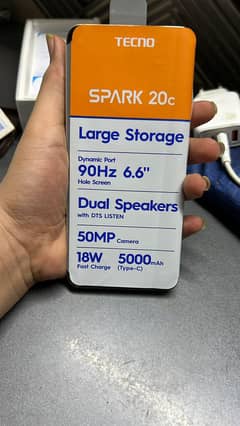 TECNO
SPARK 20c
Large Storage
Dynamic Port
90Hz 6.6"
Hole Screen
Dual Speakers
with DTS LISTEN
50MP Camera
18W 5000mAh
Fast Charge (Type-C)